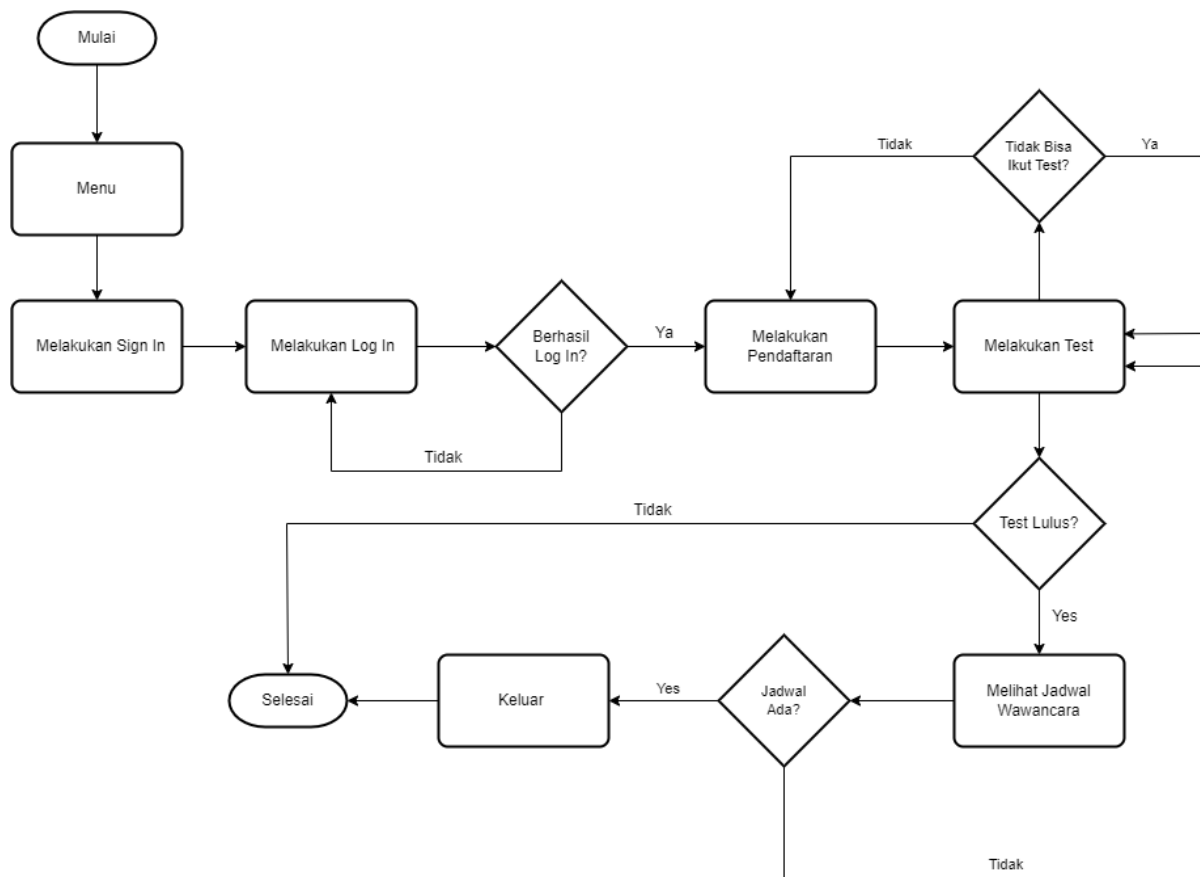 Mulai
Menu
Melakukan Sign In
Melakukan Log In
Berhasil
Log In?
Tidak
Ya
Melakukan
Pendaftaran
Melakukan Test
Tidak Bisa
Ikut Test?
Tidak
Ya
Test Lulus?
Tidak
Yes
Melihat Jadwal
Wawancara
Jadwal
Ada?
Yes
Keluar
Selesai
Tidak